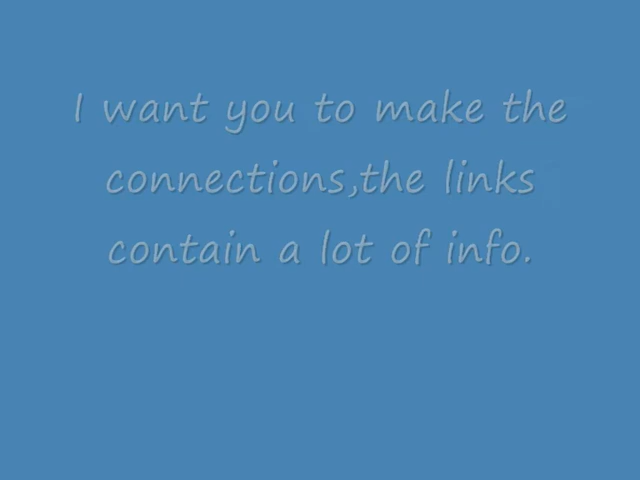 I want you to make the
connections,the links
contain a lot of info.